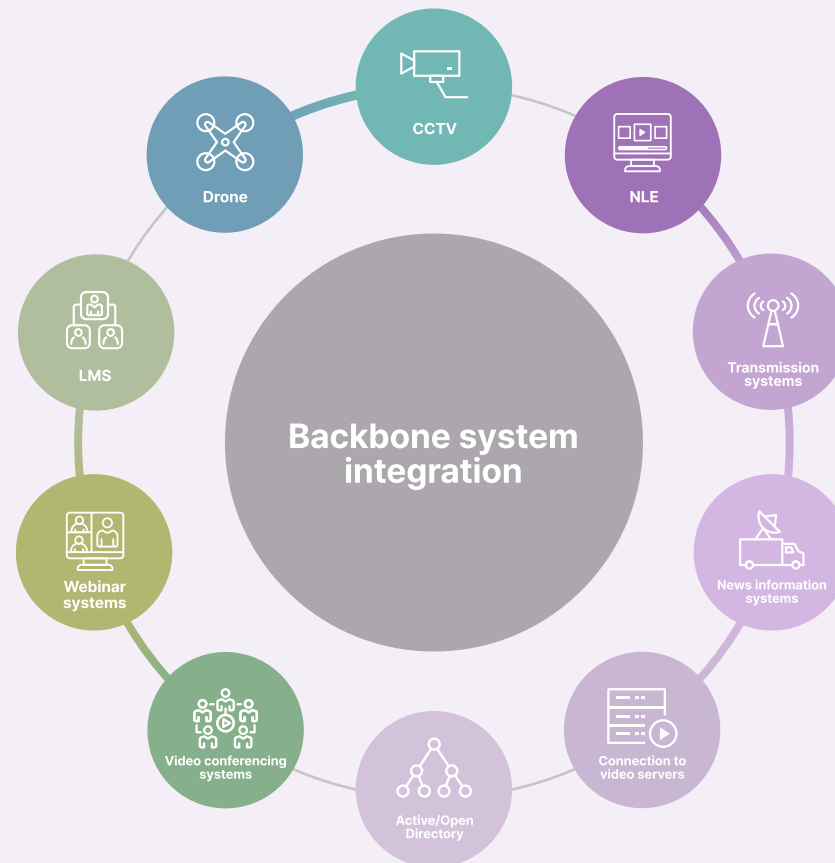 CCTV
NLE
Drone
Transmission
systems
LMS
Backbone system
integration
News information
systems
Webinar
systems
Connection to
video servers
Video conferencing
systems
Active/Open
Directory